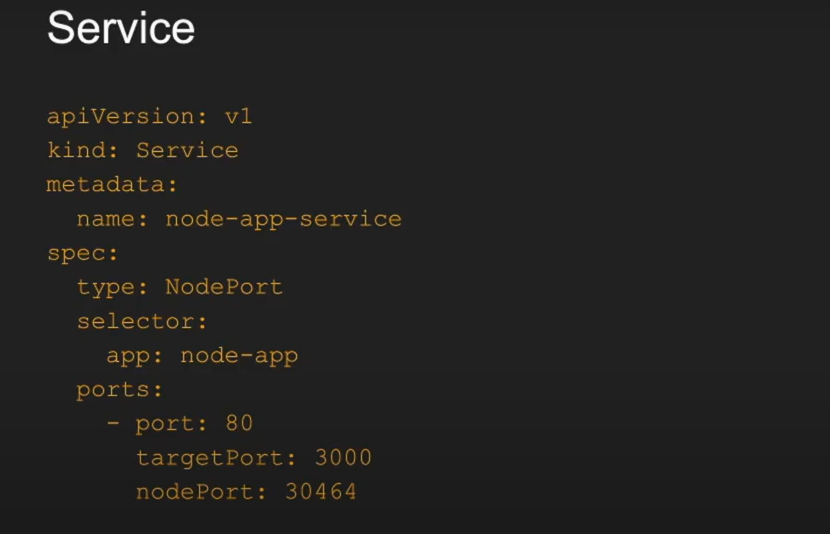 Service
apiVersion: v1
kind: Service
metadata:
  name: node-app-service
spec:
  type: NodePort
  selector:
    app: node-app
  ports:
    - port: 80
      targetPort: 3000
      nodePort: 30464